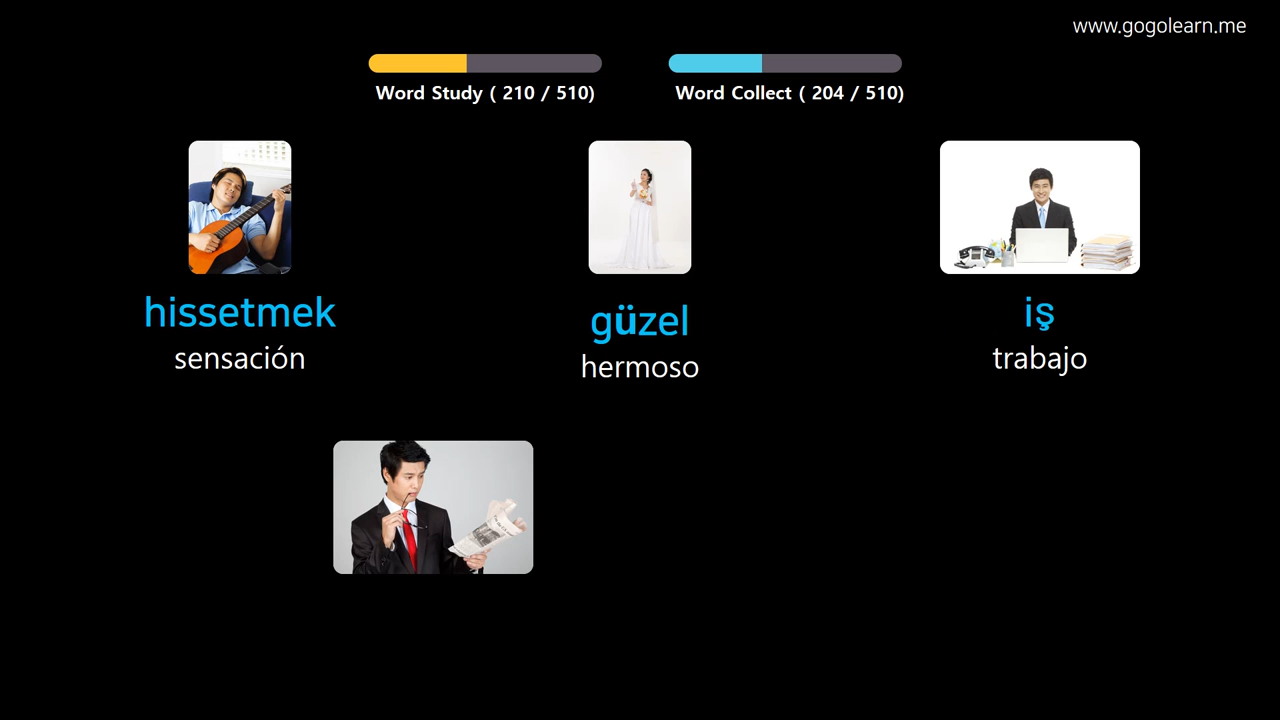 www.gogolearn.me
Word Study ( 210 / 510)
Word Collect ( 204 / 510)
hissetmek
sensación
güzel
hermoso
iş
trabajo